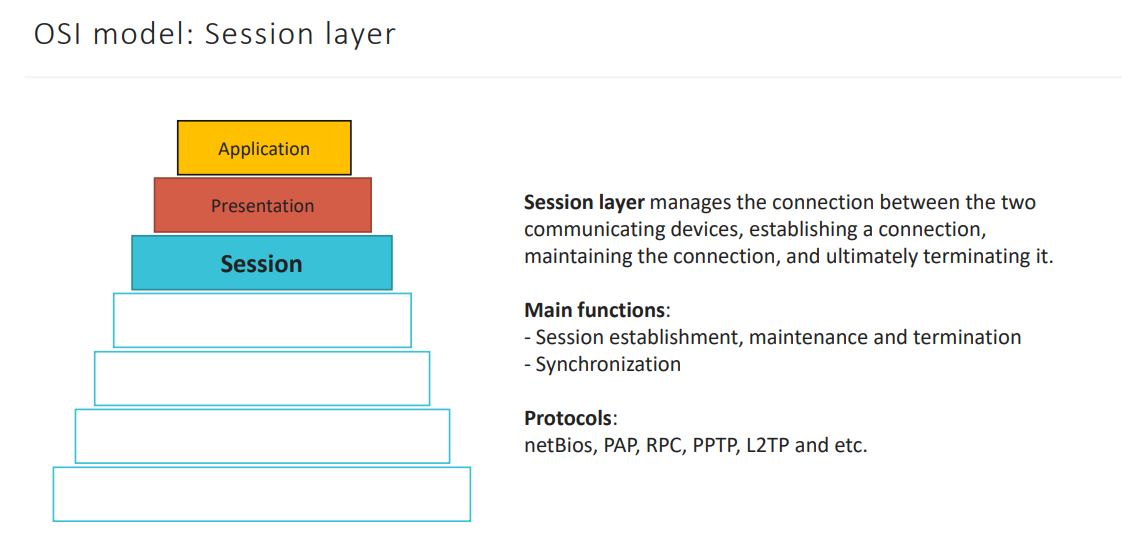 OSI model: Session layer
Application
Presentation
Session
Session layer manages the connection between the two
communicating devices, establishing a connection,
maintaining the connection, and ultimately terminating it.
Main functions:
- Session establishment, maintenance and termination
- Synchronization
Protocols:
netBios, PAP, RPC, PPTP, L2TP and etc.